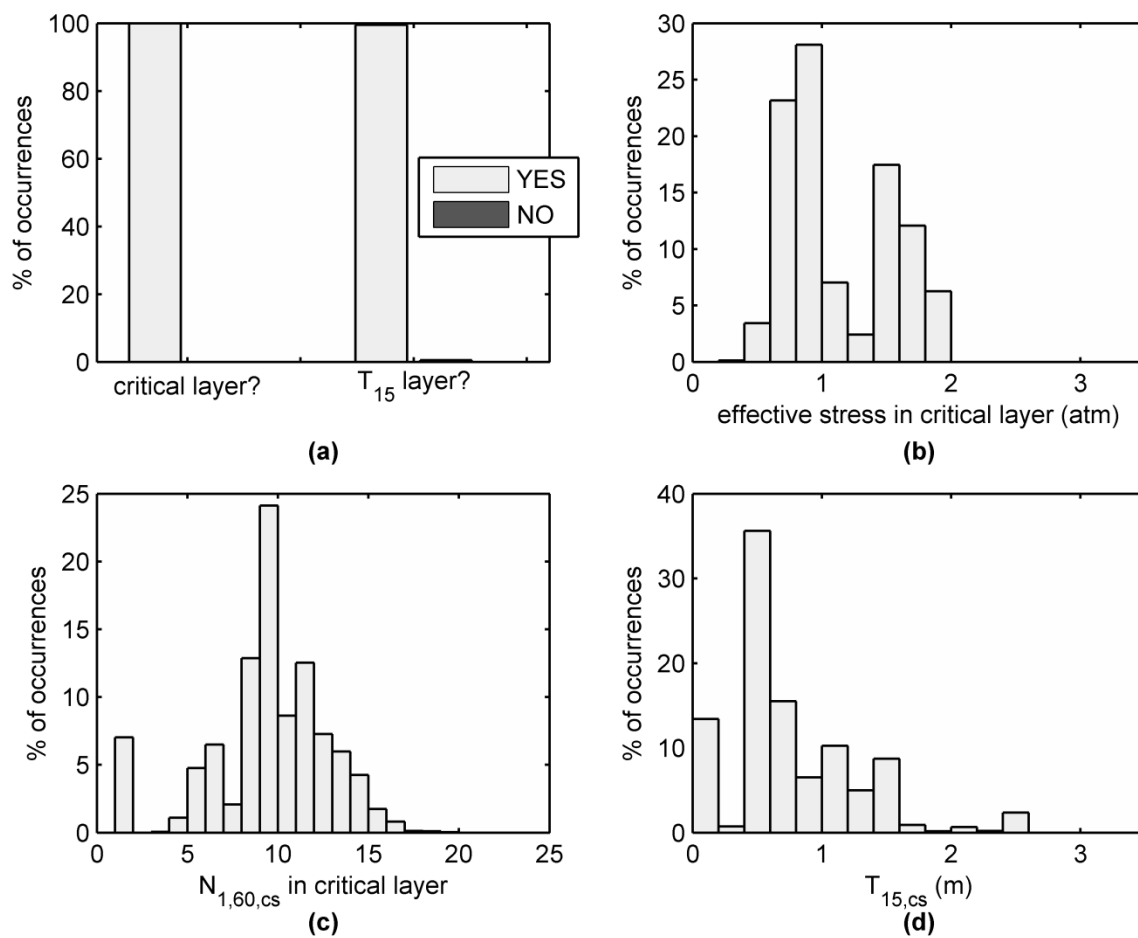 100
80
60
40
20
0
% of occurrences
critical layer?
T15 layer?
YES
NO
(a)
30
25
20
15
10
5
0
% of occurrences
0 1 2 3
effective stress in critical layer (atm)
(b)
25
20
15
10
5
0
% of occurrences
0 5 10 15 20 25
N1,60,cs in critical layer
(c)
40
30
20
10
0
% of occurrences
0 1 2 3
T15,cs (m)
(d)